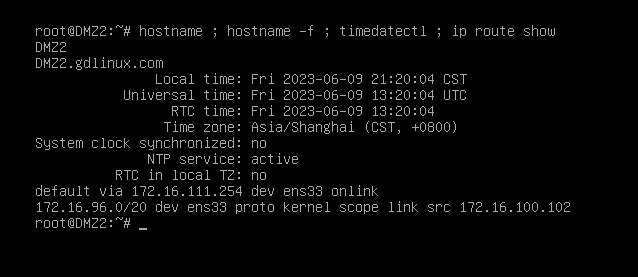 root@DMZ2:~# hostname ; hostname -f ; timedatectl ; ip route show
DMZ2
DMZ2.gdlinux.com
Local time: Fri 2023-06-09 21:20:04 CST
Universal time: Fri 2023-06-09 13:20:04 UTC
RTC time: Fri 2023-06-09 13:20:04
Time zone: Asia/Shanghai (CST, +0800)
System clock synchronized: no
NTP service: active
RTC in local TZ: no
default via 172.16.111.254 dev ens33 onlink
172.16.96.0/20 dev ens33 proto kernel scope link src 172.16.100.102
root@DMZ2:~# _